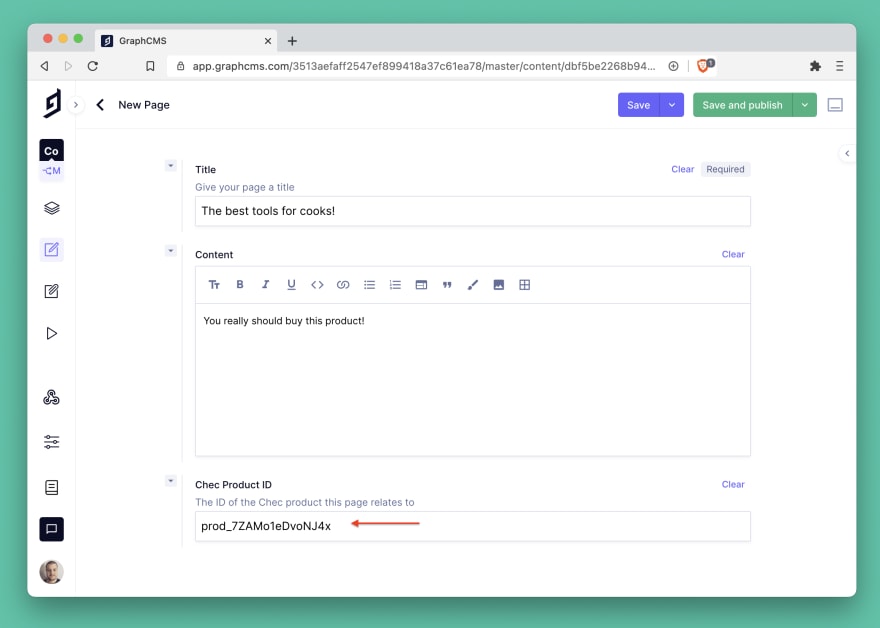 GraphCMS
app.graphcms.com/3513aefaff2547ef899418a37c61ea78/master/content/dbf5be2268b94...
1
New Page
Save
Save and publish
Co
M
Title
Clear
Required
Give your page a title
The best tools for cooks!
Content
Clear
Tт B I U
You really should buy this product!
Chec Product ID
Clear
The ID of the Chec product this page relates to
prod_7ZAMo1eDvoNJ4x